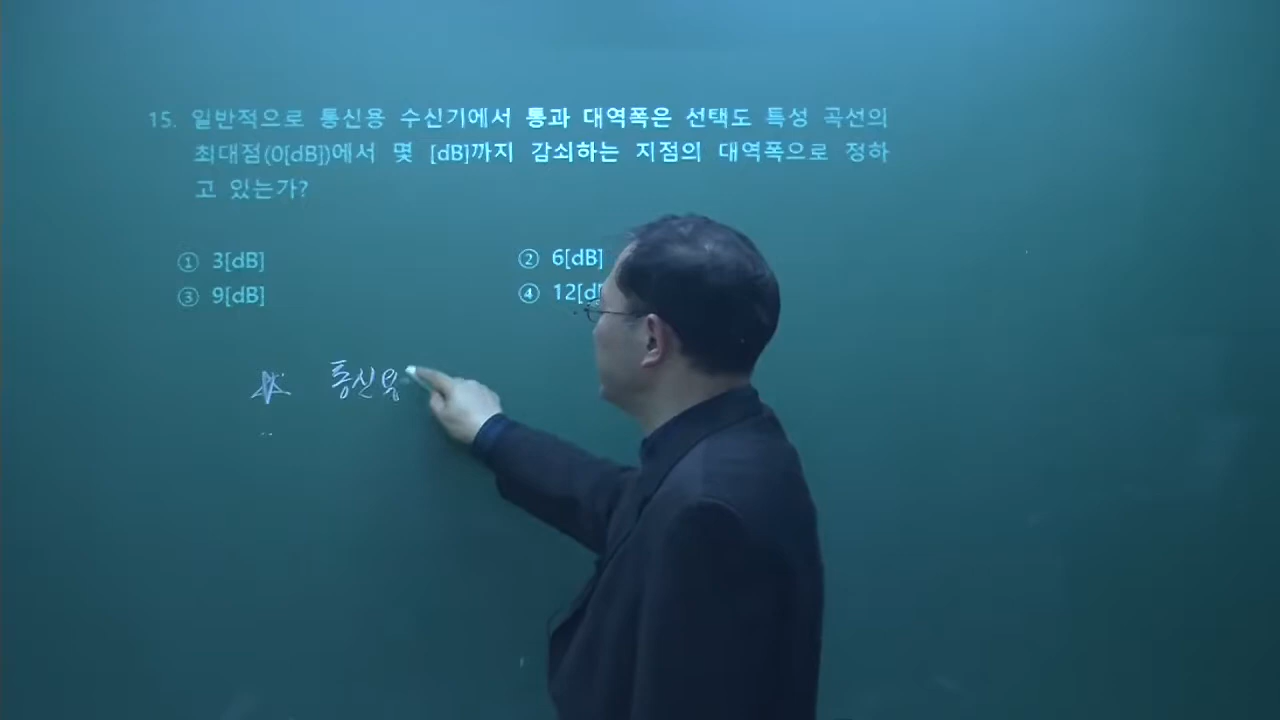 15. 일반적으로 통신용 수신기에서 통과 대역폭은 선택도 특성 곡선의
최대점(0[dB])에서 몇 [dB]까지 감쇠하는 지점의 대역폭으로 정하
고 있는가?
① 3[dB]
② 6[dB]
③ 9[dB]
④ 12[d
통신용